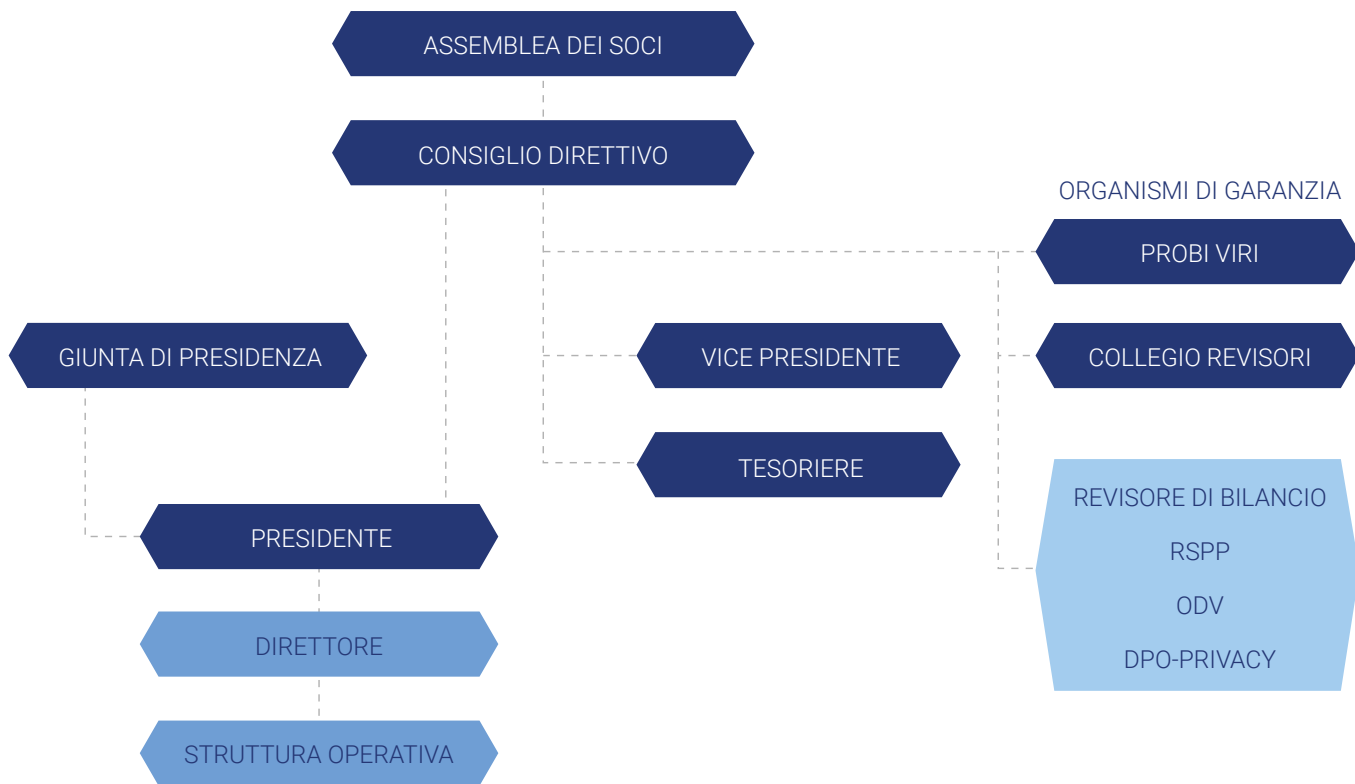 ASSEMBLEA DEI SOCI
CONSIGLIO DIRETTIVO
ORGANISMI DI GARANZIA
PROBI VIRI
GIUNTA DI PRESIDENZA
VICE PRESIDENTE
COLLEGIO REVISORI
TESORIERE
REVISORE DI BILANCIO
RSPP
ODV
DPO-PRIVACY
PRESIDENTE
DIRETTORE
STRUTTURA OPERATIVA